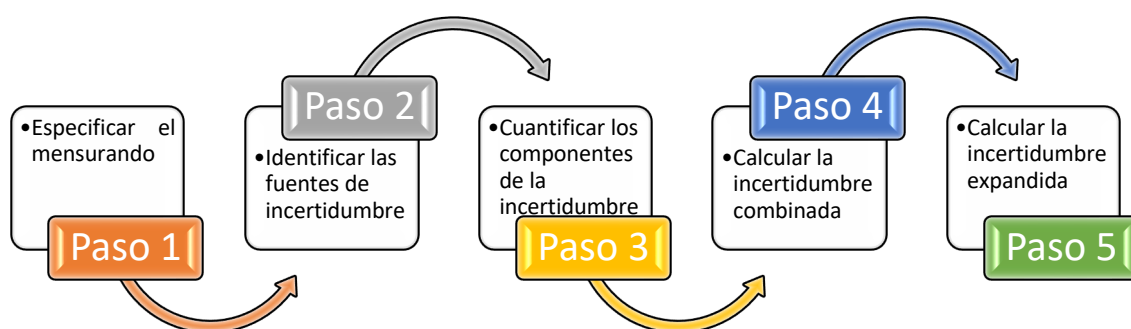 •Especificar el
mensurando
Paso 1
Paso 2
•Identificar las
fuentes de
incertidumbre
•Cuantificar los
componentes
de la
incertidumbre
Paso 3
Paso 4
•Calcular la
incertidumbre
combinada
•Calcular la
incertidumbre
expandida
Paso 5